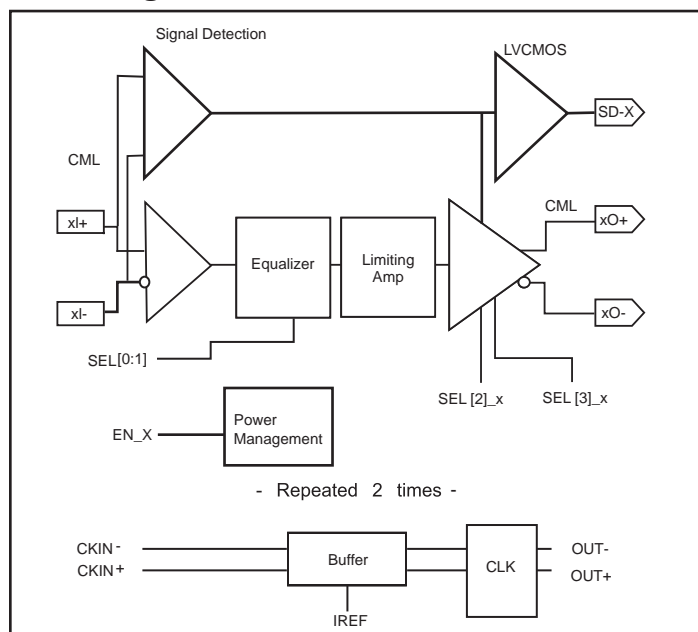 Signal Detection
LVCMOS
SD-X
CML
xI+
CML
xO+
Equalizer
Limiting
Amp
xI-
xO-
SEL[0:1]
SEL [2]_x
SEL [3]_x
EN_X
Power
Management
- Repeated 2 times -
CKIN -
CKIN +
Buffer
CLK
OUT-
OUT+
IREF